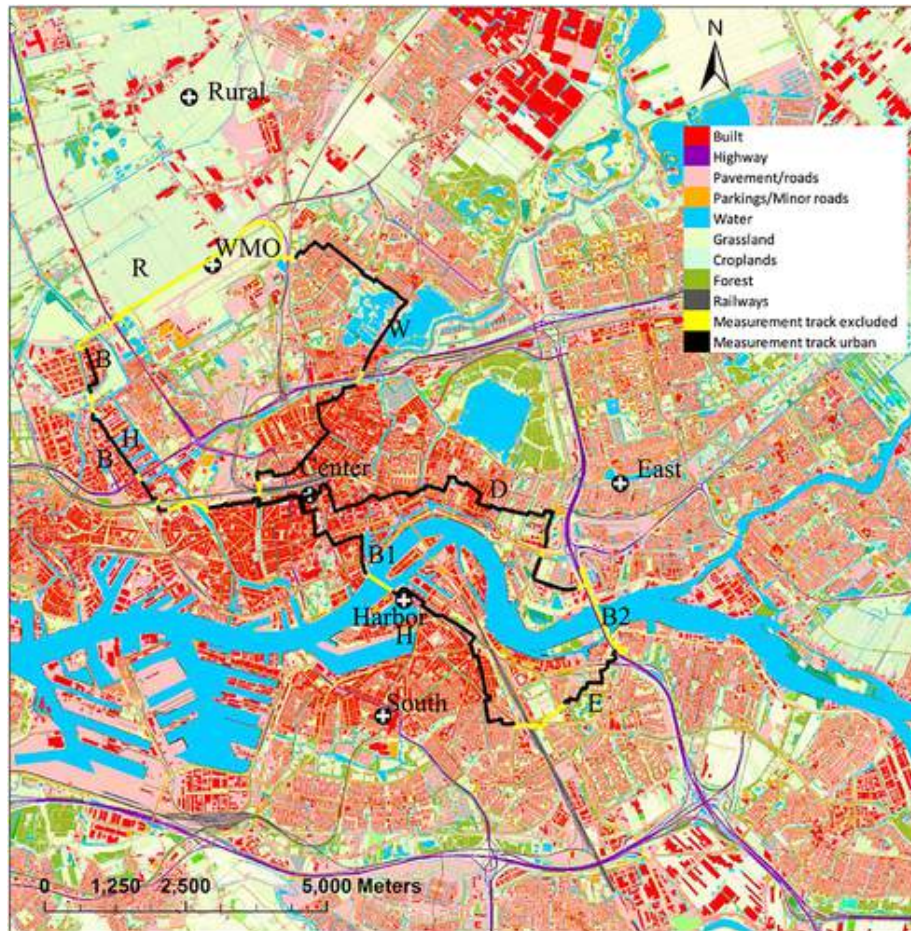 N
Rural
Built
Highway
Pavement/roads
Parkings/Minor roads
Water
Grassland
Croplands
Forest
Railways
Measurement track excluded
Measurement track urban
WMO
R
W
B
H
B
Center
East
D
B1
Harbor
H
B2
South
E
0 1,250 2,500 5,000 Meters